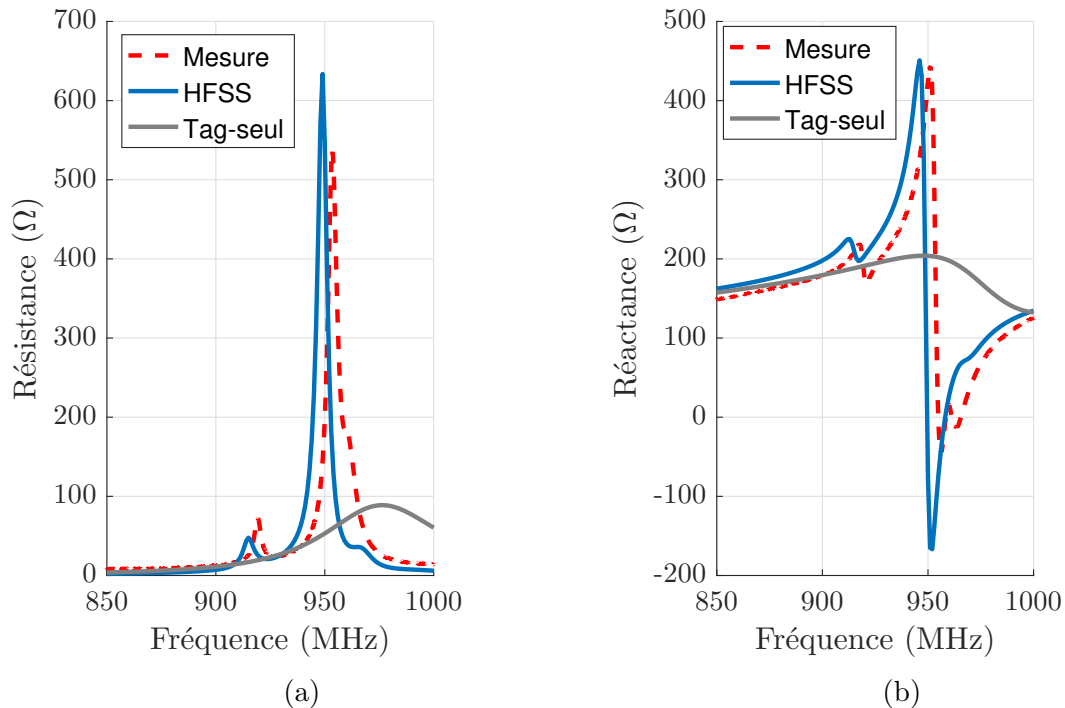 700
600
500
400
300
200
100
0
850
900
950
1000
Résistance (Ω)
Fréquence (MHz)
Mesure
HFSS
Tag-seul
(a)
500
400
300
200
100
0
-100
-200
850
900
950
1000
Réactance (Ω)
Fréquence (MHz)
Mesure
HFSS
Tag-seul
(b)